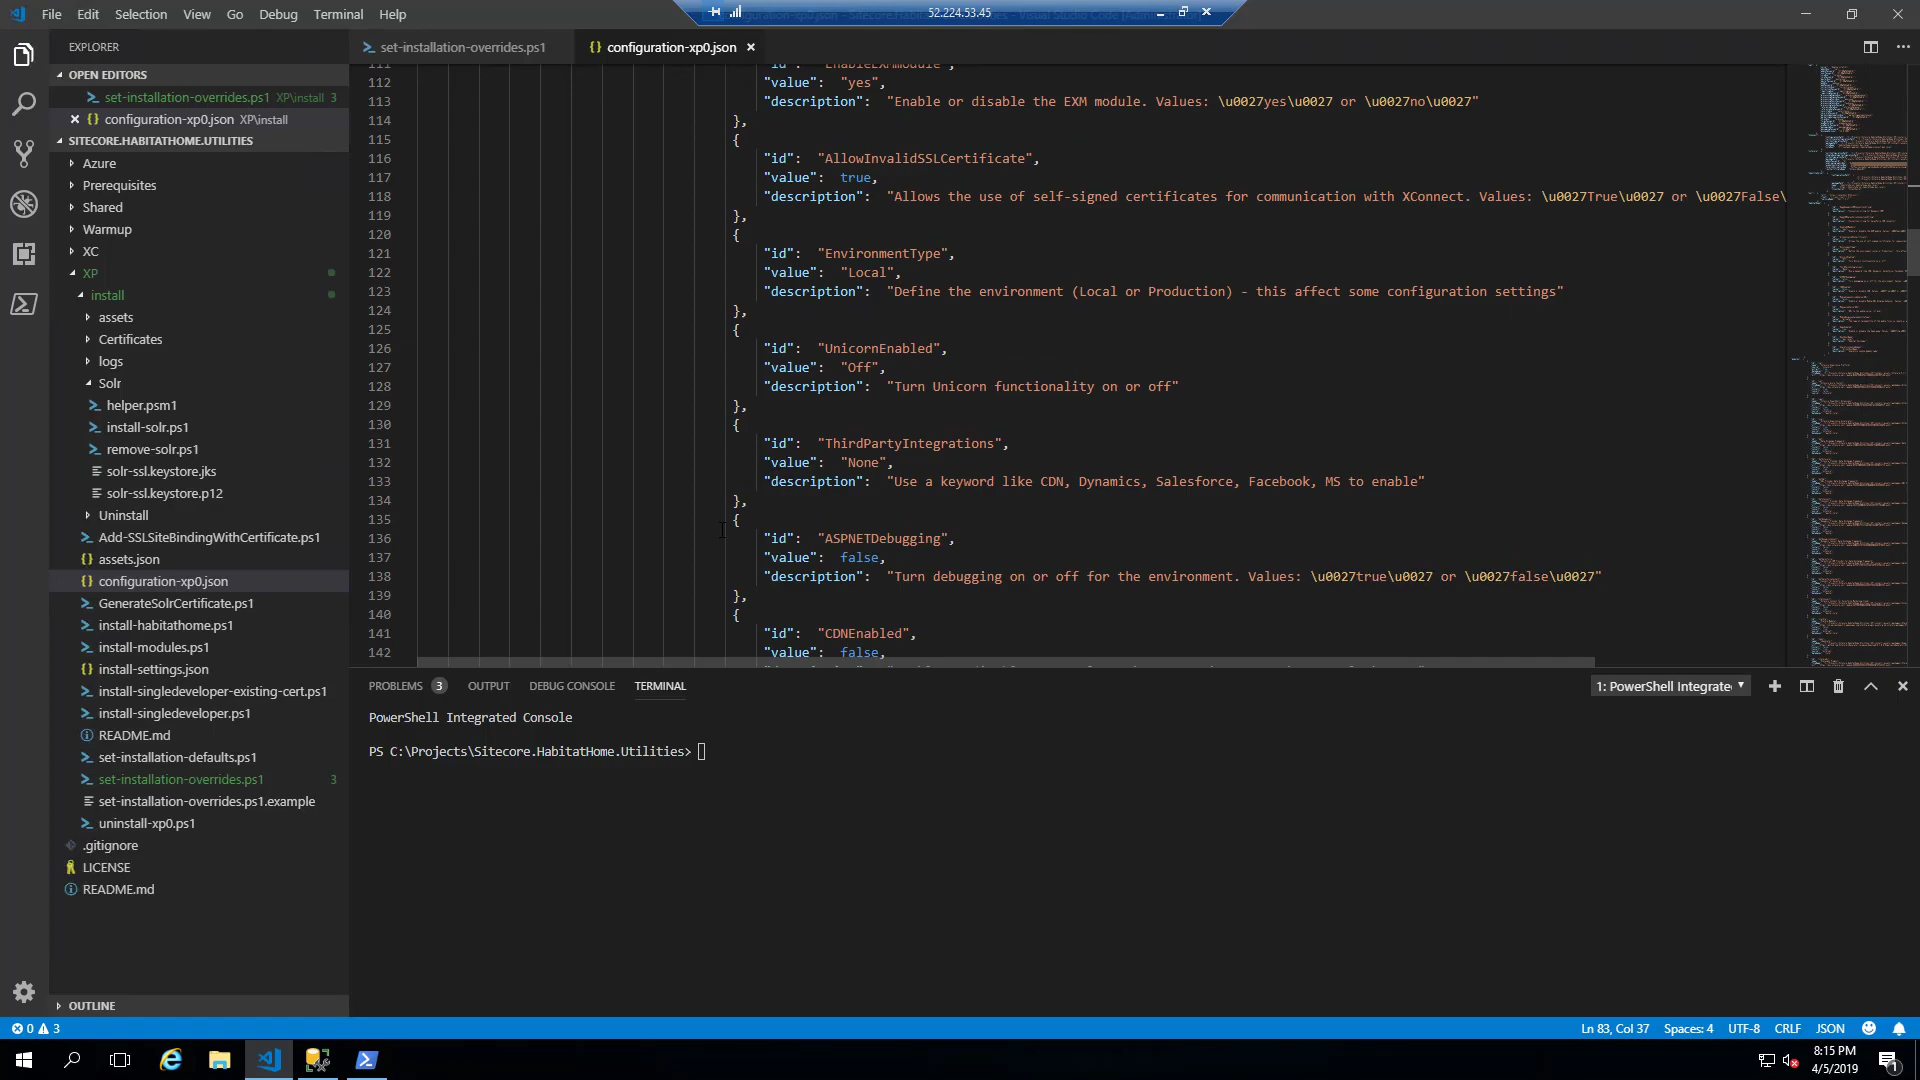 File Edit Selection View Go Debug Terminal Help
52.224.53.45
EXPLORER
OPEN EDITORS
set-installation-overrides.ps1 XP\install 3
configuration-xp0.json XP\install
SITECORE.HABITATHOME.UTILITIES
Azure
Prerequisites
Shared
Warmup
XC
XP
install
assets
Certificates
logs
Solr
helper.psm1
install-solr.ps1
remove-solr.ps1
solr-ssl.keystore.jks
solr-ssl.keystore.p12
Uninstall
Add-SSLSiteBindingWithCertificate.ps1
assets.json
configuration-xp0.json
GenerateSolrCertificate.ps1
install-habitathome.ps1
install-modules.ps1
install-settings.json
install-singledeveloper-existing-cert.ps1
install-singledeveloper.ps1
README.md
set-installation-defaults.ps1
set-installation-overrides.ps1 3
set-installation-overrides.ps1.example
uninstall-xp0.ps1
.gitignore
LICENSE
README.md
OUTLINE
set-installation-overrides.ps1
configuration-xp0.json
111 "id": "EnableEXMmodule",
112 "value": "yes",
113 "description": "Enable or disable the EXM module. Values: \u0027yes\u0027 or \u0027no\u0027"
114 },
115 {
116 "id": "AllowInvalidSSLCertificate",
117 "value": true,
118 "description": "Allows the use of self-signed certificates for communication with XConnect. Values: \u0027True\u0027 or \u0027False\
119 },
120 {
121 "id": "EnvironmentType",
122 "value": "Local",
123 "description": "Define the environment (Local or Production) - this affect some configuration settings"
124 },
125 {
126 "id": "UnicornEnabled",
127 "value": "Off",
128 "description": "Turn Unicorn functionality on or off"
129 },
130 {
131 "id": "ThirdPartyIntegrations",
132 "value": "None",
133 "description": "Use a keyword like CDN, Dynamics, Salesforce, Facebook, MS to enable"
134 },
135 {
136 "id": "ASPNETDebugging",
137 "value": false,
138 "description": "Turn debugging on or off for the environment. Values: \u0027true\u0027 or \u0027false\u0027"
139 },
140 {
141 "id": "CDNEnabled",
142 "value": false,
PROBLEMS 3 OUTPUT DEBUG CONSOLE TERMINAL
1: PowerShell Integrate
PowerShell Integrated Console
PS C:\Projects\Sitecore.HabitatHome.Utilities>
0 3
Ln 83, Col 37 Spaces: 4 UTF-8 CRLF JSON
8:15 PM
4/5/2019
1